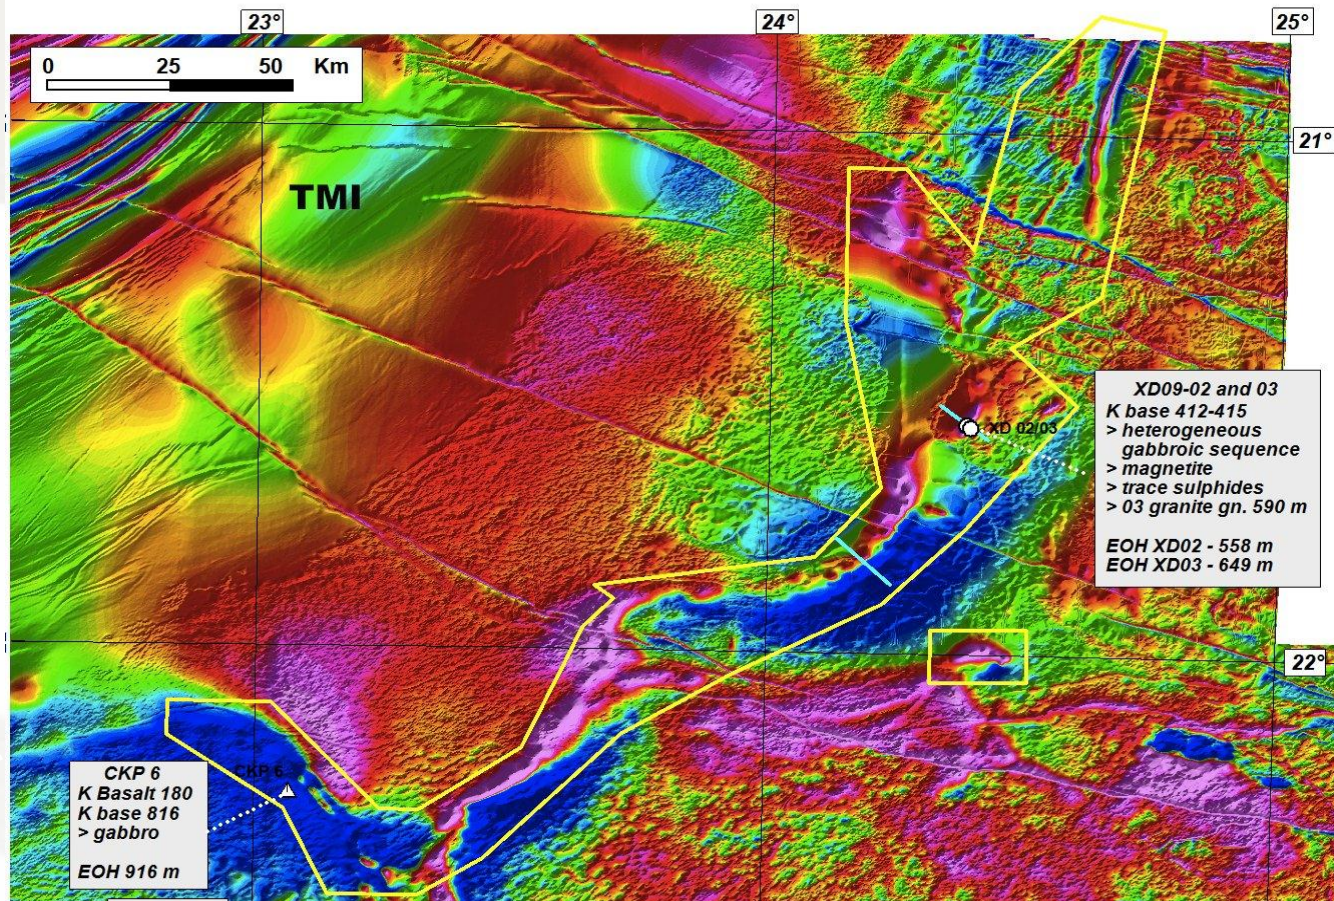 23°
24°
25°
0 25 50 Km
TMI
21°
XD 02/03
XD09-02 and 03
K base 412-415
> heterogeneous
gabbroic sequence
> magnetite
> trace sulphides
> 03 granite gn. 590 m
EOH XD02 - 558 m
EOH XD03 - 649 m
22°
CKP 6
CKP 6
K Basalt 180
K base 816
> gabbro
EOH 916 m